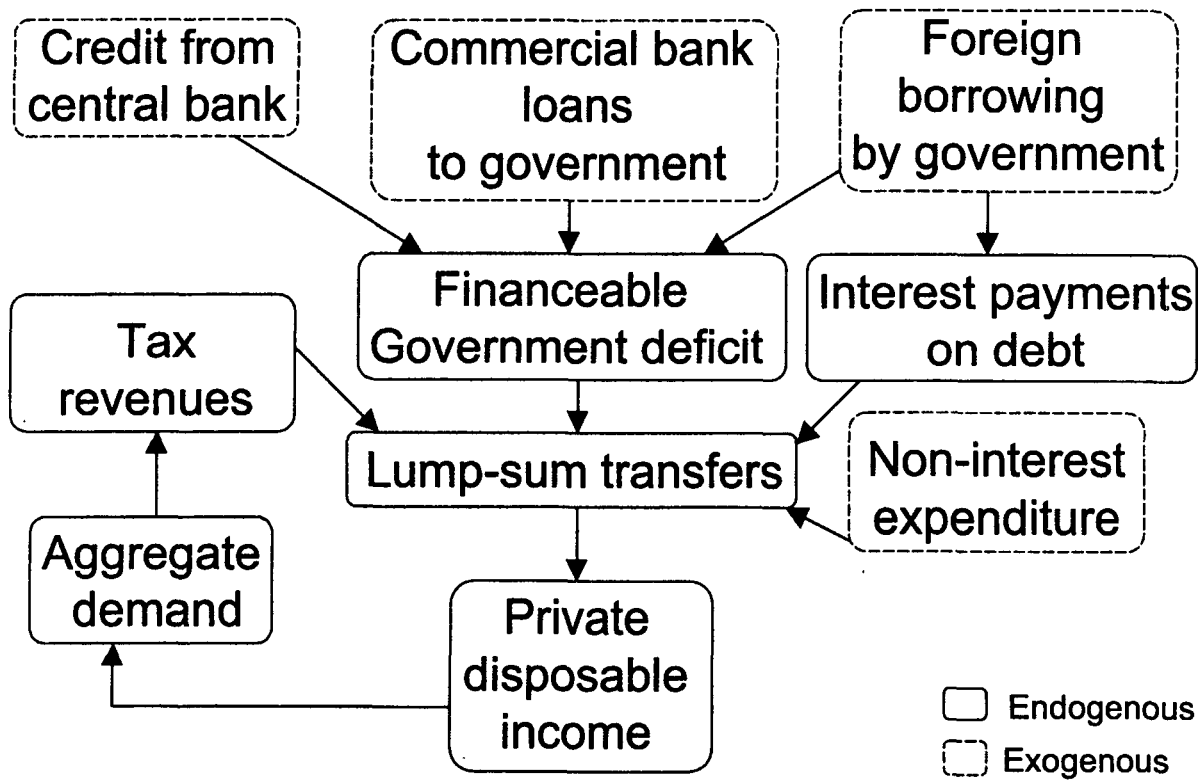 Credit from
central bank
Commercial bank
loans
to government
Foreign
borrowing
by government
Financeable
Government deficit
Interest payments
on debt
Tax
revenues
Lump-sum transfers
Non-interest
expenditure
Aggregate
demand
Private
disposable
income
Endogenous
Exogenous